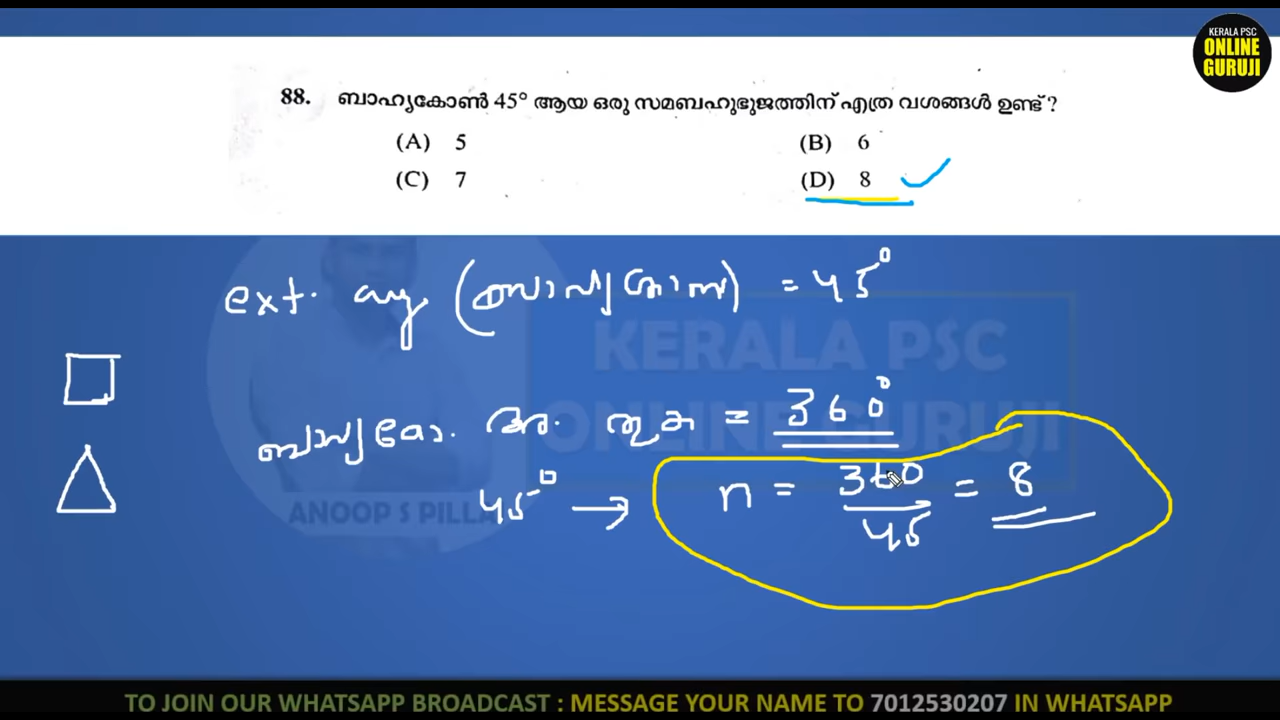 KERALA PSC
ONLINE
GURUJI
88. ബാഹ്യകോൺ 45° ആയ ഒരു സമബഹുഭുജത്തിന് എത്ര വശങ്ങൾ ഉണ്ട് ?
(A) 5 (B) 6
(C) 7 (D) 8
ext. ang (ബാഹ്യകോൺ) = 45°
KERALA PSC
ബാഹ്യകോ. അ. തുക = 360°
ONLINE GURUJI
45° → n = 360/45 = 8
ANOOP S PILLA
TO JOIN OUR WHATSAPP BROADCAST : MESSAGE YOUR NAME TO 7012530207 IN WHATSAPP